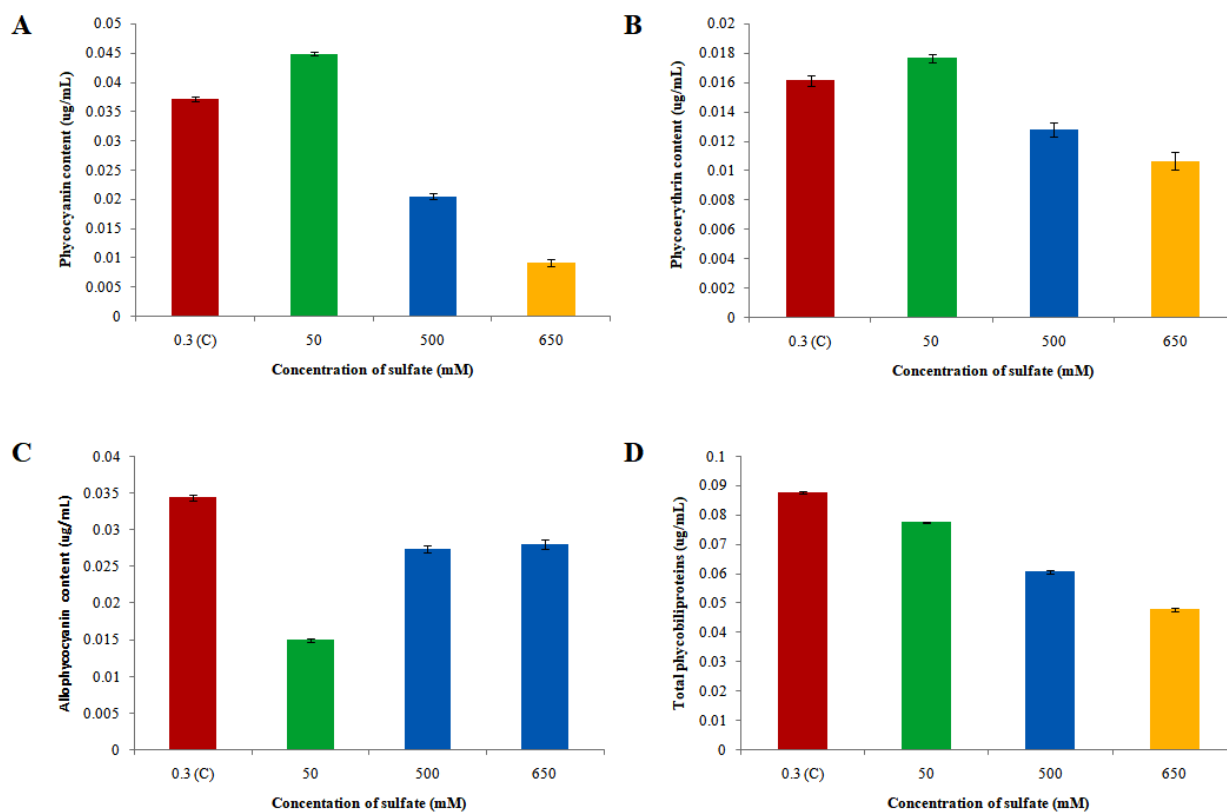 A
Phycocyanin content (ug/mL)
0.05
0.045
0.04
0.035
0.03
0.025
0.02
0.015
0.01
0.005
0
0.3 (C) 50 500 650
Concentration of sulfate (mM)
B
Phycoerythrin content (ug/mL)
0.02
0.018
0.016
0.014
0.012
0.01
0.008
0.006
0.004
0.002
0
0.3 (C) 50 500 650
Concentration of sulfate (mM)
C
Allophycocyanin content (ug/mL)
0.04
0.035
0.03
0.025
0.02
0.015
0.01
0.005
0
0.3 (C) 50 500 650
Concentation of sulfate (mM)
D
Total phycobiliproteins (ug/mL)
0.1
0.09
0.08
0.07
0.06
0.05
0.04
0.03
0.02
0.01
0
0.3 (C) 50 500 650
Concentration of sulfate (mM)